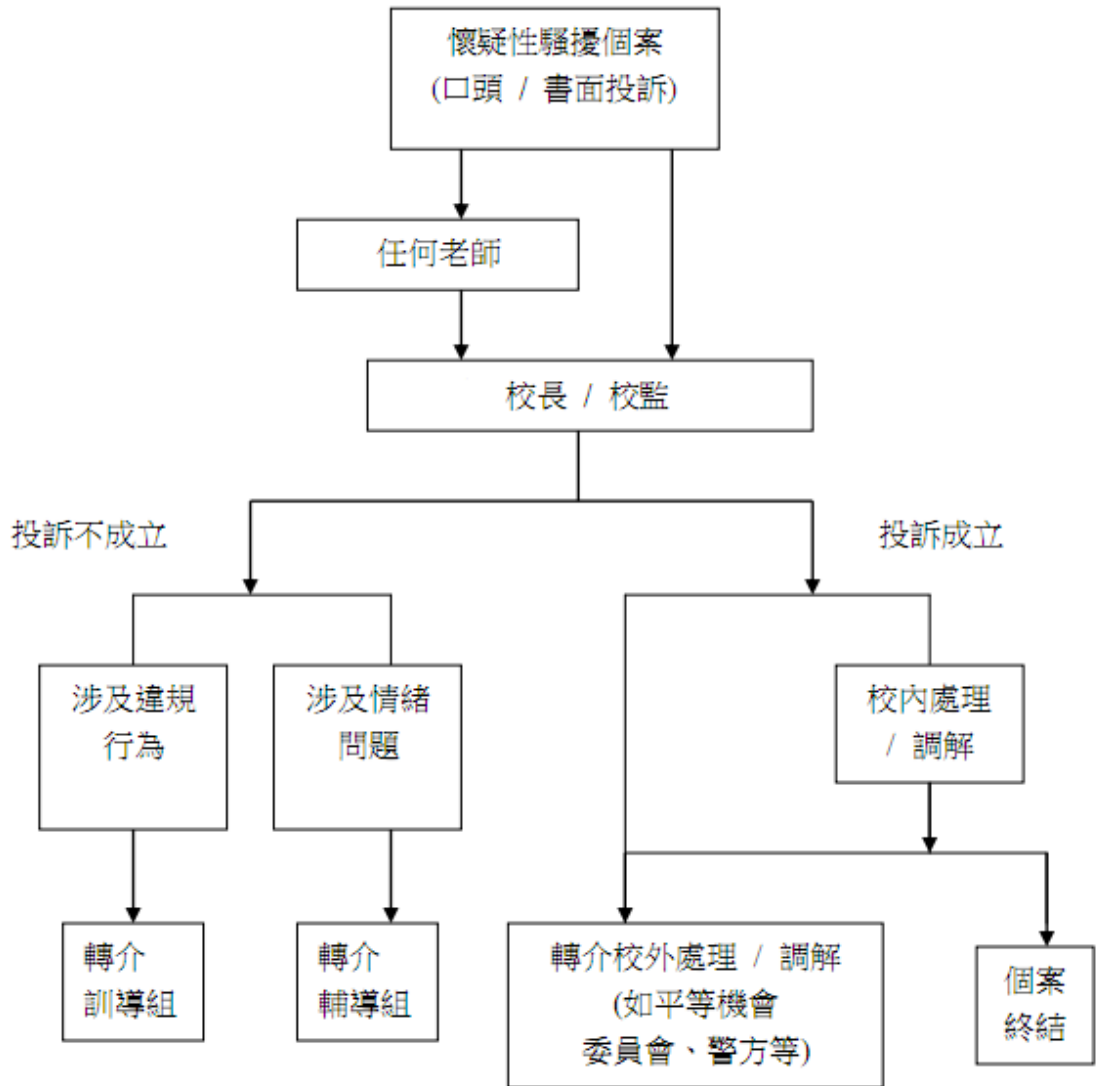 懷疑性騷擾個案
(口頭 / 書面投訴)
任何老師
校長 / 校監
投訴不成立
投訴成立
涉及違規
行為
涉及情緒
問題
校內處理
/ 調解
轉介
訓導組
轉介
輔導組
轉介校外處理 / 調解
(如平等機會
委員會、警方等)
個案
終結